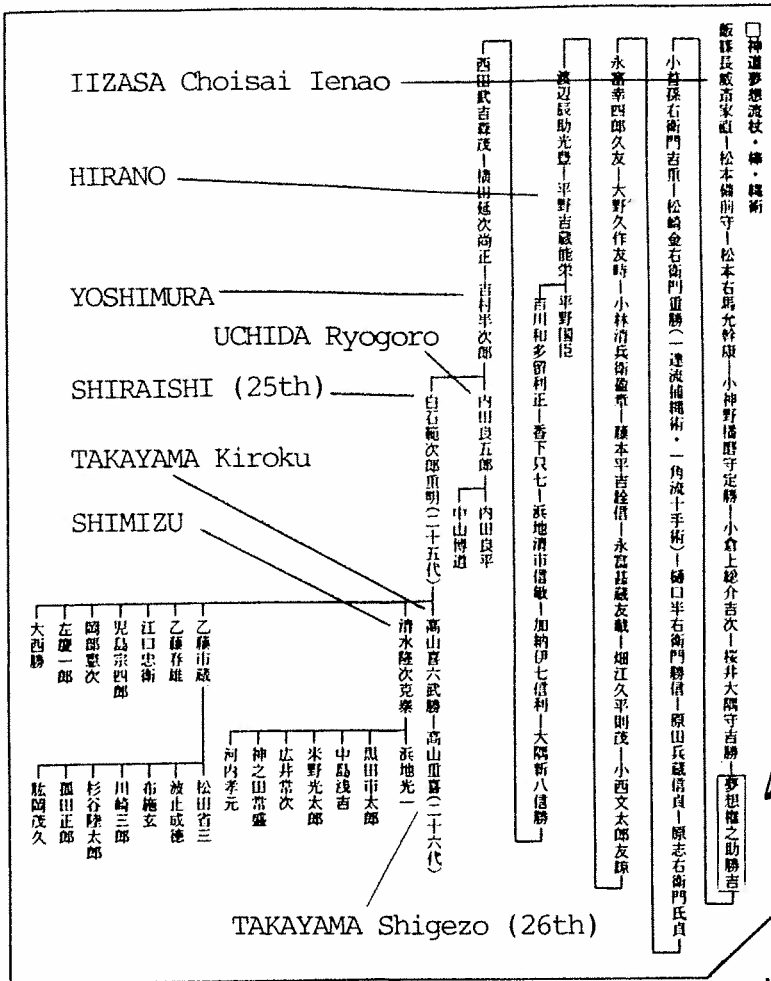 □神道夢想流杖・棒・縄術
飯篠長威斎家直―松本備前守―松本右馬允幹康―小神野播磨守定勝―小倉上総介吉次―桜井大隅守吉勝―夢想権之助勝吉
小首孫右衛門吉重―松崎金右衛門重勝(一達流捕縄術・一角流十手術)―樋口半右衛門勝信―原田兵蔵信貞―原志右衛門氏貞
永富幸四郎久友―大野久作友時―小林清兵衛盈章―藤本平吉詮信―永富甚蔵友載―畑江久平則茂―小西文太郎友諒
渡辺辰助光豊―平野吉蔵能栄―平野国臣
吉川和多留利正―香下只七―浜地清市信敏―加納伊七信利―大隅新八信勝
西田武吉森茂―横田延次尚正―吉村半次郎
内田良五郎―内田良平
中山博道
白石範次郎重明(二十五代)
高山喜六武勝―高山重喜(二十六代)
清水隆次克泰―浜地光一
黒田市太郎
中島浅吉
米野光太郎
広井常次
神之田常盛
河内孝元
乙藤市蔵
乙藤存雄
江口忠衛
児島宗四郎
岡部憲次
左慶一郎
大西勝
松田省三
波止成徳
布施玄
川崎三郎
杉谷隆太郎
狐田正郎
肱岡茂久
IIZASA Choisai Ienao
HIRANO
YOSHIMURA
UCHIDA Ryogoro
SHIRAISHI (25th)
TAKAYAMA Kiroku
SHIMIZU
TAKAYAMA Shigezo (26th)